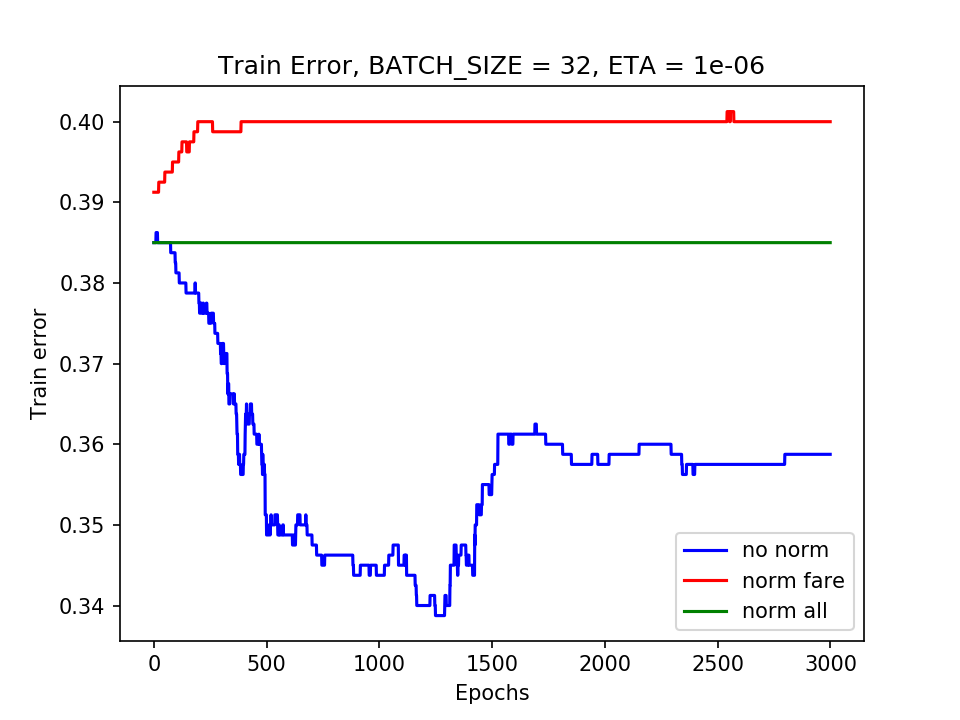 Train Error, BATCH_SIZE = 32, ETA = 1e-06
Train error
0.40
0.39
0.38
0.37
0.36
0.35
0.34
no norm
norm fare
norm all
0 500 1000 1500 2000 2500 3000
Epochs